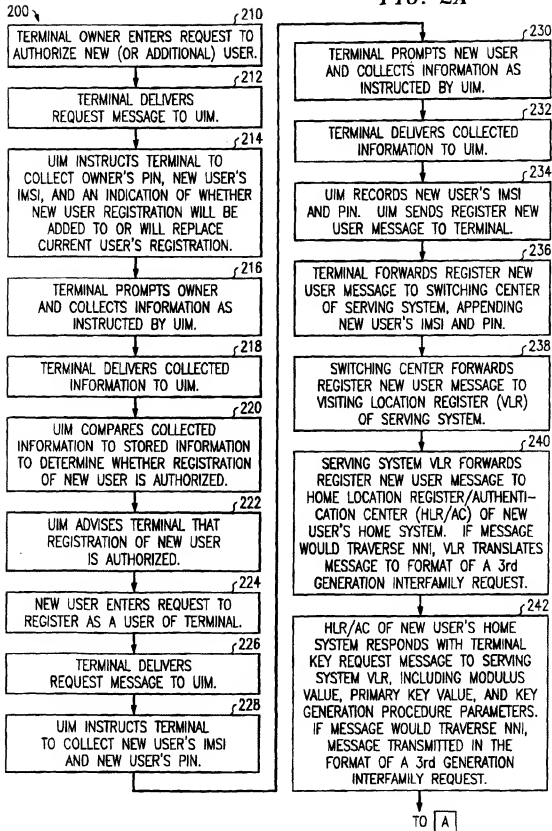 FIG. 2A
200
210
TERMINAL OWNER ENTERS REQUEST TO
AUTHORIZE NEW (OR ADDITIONAL) USER.
212
TERMINAL DELIVERS
REQUEST MESSAGE TO UIM.
214
UIM INSTRUCTS TERMINAL TO
COLLECT OWNER'S PIN, NEW USER'S
IMSI, AND AN INDICATION OF WHETHER
NEW USER REGISTRATION WILL BE
ADDED TO OR WILL REPLACE
CURRENT USER'S REGISTRATION.
216
TERMINAL PROMPTS OWNER
AND COLLECTS INFORMATION AS
INSTRUCTED BY UIM.
218
TERMINAL DELIVERS COLLECTED
INFORMATION TO UIM.
220
UIM COMPARES COLLECTED
INFORMATION TO STORED INFORMATION
TO DETERMINE WHETHER REGISTRATION
OF NEW USER IS AUTHORIZED.
222
UIM ADVISES TERMINAL THAT
REGISTRATION OF NEW USER
IS AUTHORIZED.
224
NEW USER ENTERS REQUEST TO
REGISTER AS A USER OF TERMINAL.
226
TERMINAL DELIVERS
REQUEST MESSAGE TO UIM.
228
UIM INSTRUCTS TERMINAL
TO COLLECT NEW USER'S IMSI
AND NEW USER'S PIN.
230
TERMINAL PROMPTS NEW USER
AND COLLECTS INFORMATION AS
INSTRUCTED BY UIM.
232
TERMINAL DELIVERS COLLECTED
INFORMATION TO UIM.
234
UIM RECORDS NEW USER'S IMSI
AND PIN. UIM SENDS REGISTER NEW
USER MESSAGE TO TERMINAL.
236
TERMINAL FORWARDS REGISTER NEW
USER MESSAGE TO SWITCHING CENTER
OF SERVING SYSTEM, APPENDING
NEW USER'S IMSI AND PIN.
238
SWITCHING CENTER FORWARDS
REGISTER NEW USER MESSAGE TO
VISITING LOCATION REGISTER (VLR)
OF SERVING SYSTEM.
240
SERVING SYSTEM VLR FORWARDS
REGISTER NEW USER MESSAGE TO
HOME LOCATION REGISTER/AUTHENTI-
CATION CENTER (HLR/AC) OF NEW
USER'S HOME SYSTEM. IF MESSAGE
WOULD TRAVERSE NNI, VLR TRANSLATES
MESSAGE TO FORMAT OF A 3rd
GENERATION INTERFAMILY REQUEST.
242
HLR/AC OF NEW USER'S HOME
SYSTEM RESPONDS WITH TERMINAL
KEY REQUEST MESSAGE TO SERVING
SYSTEM VLR, INCLUDING MODULUS
VALUE, PRIMARY KEY VALUE, AND KEY
GENERATION PROCEDURE PARAMETERS.
IF MESSAGE WOULD TRAVERSE NNI,
MESSAGE TRANSMITTED IN THE
FORMAT OF A 3rd GENERATION
INTERFAMILY REQUEST.
TO A